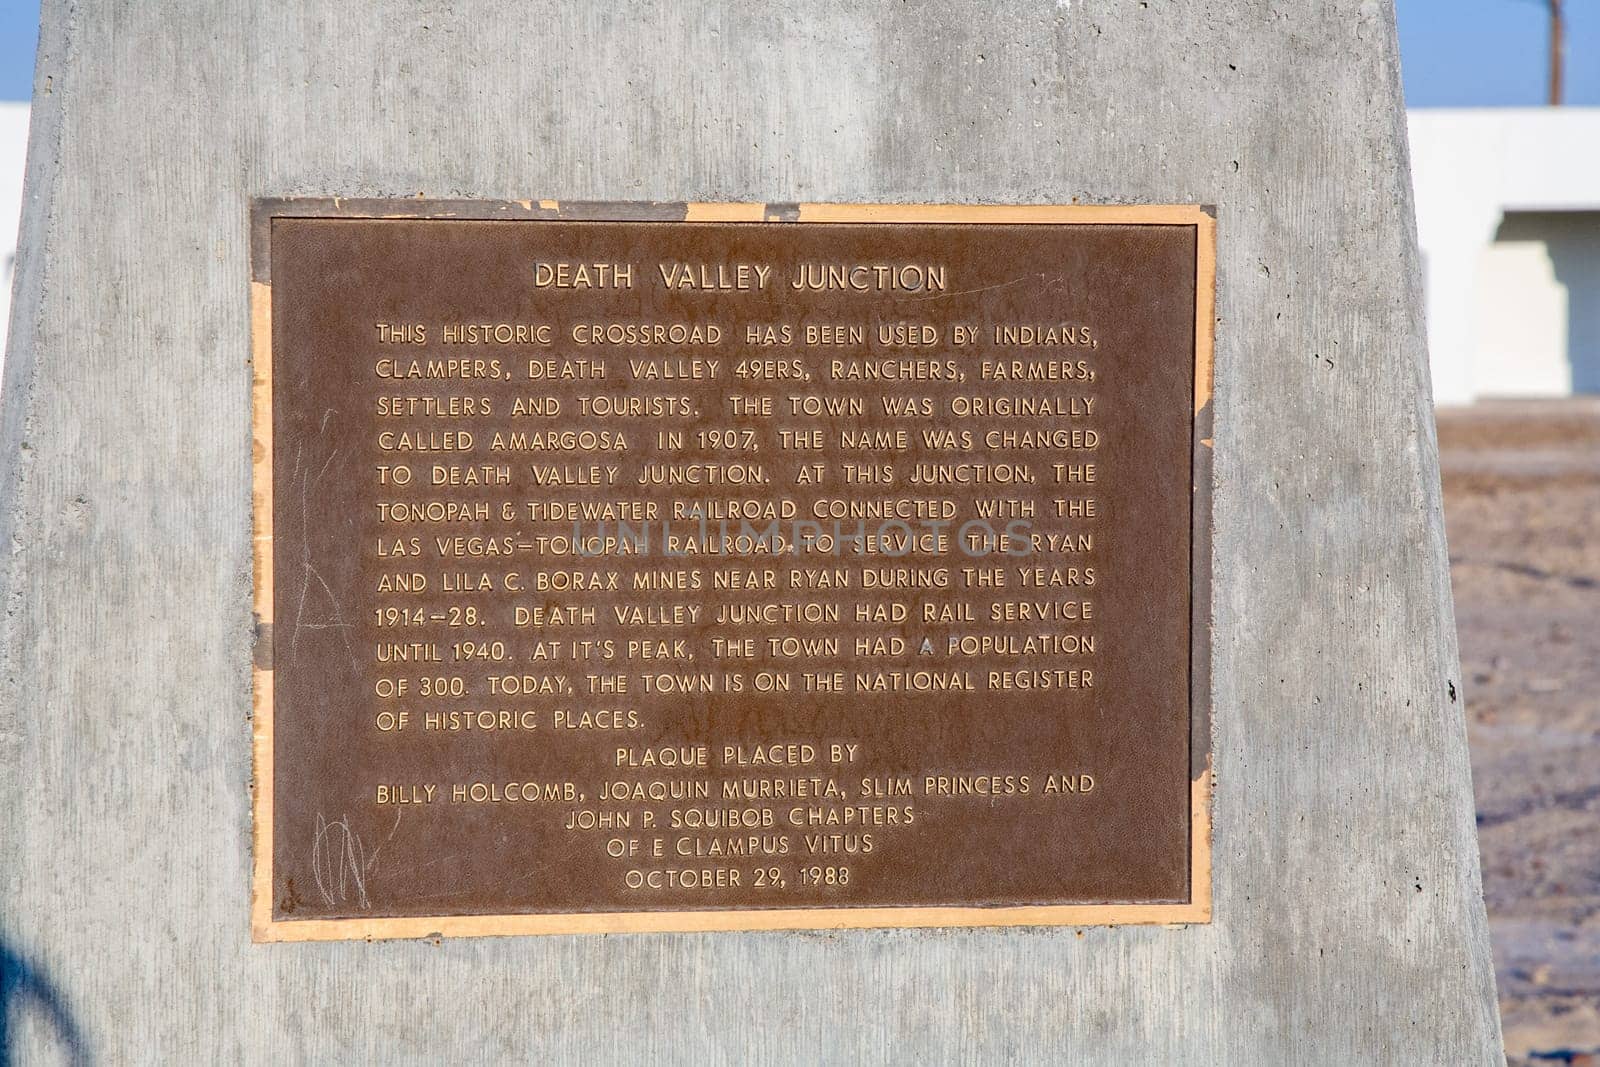 DEATH VALLEY JUNCTION
THIS HISTORIC CROSSROAD HAS BEEN USED BY INDIANS,
CLAMPERS, DEATH VALLEY 49ERS, RANCHERS, FARMERS,
SETTLERS AND TOURISTS. THE TOWN WAS ORIGINALLY
CALLED AMARGOSA IN 1907, THE NAME WAS CHANGED
TO DEATH VALLEY JUNCTION. AT THIS JUNCTION, THE
TONOPAH & TIDEWATER RAILROAD CONNECTED WITH THE
LAS VEGAS-TONOPAH RAILROAD, TO SERVICE THE RYAN
AND LILA C. BORAX MINES NEAR RYAN DURING THE YEARS
1914-28. DEATH VALLEY JUNCTION HAD RAIL SERVICE
UNTIL 1940. AT IT'S PEAK, THE TOWN HAD A POPULATION
OF 300. TODAY, THE TOWN IS ON THE NATIONAL REGISTER
OF HISTORIC PLACES.
PLAQUE PLACED BY
BILLY HOLCOMB, JOAQUIN MURRIETA, SLIM PRINCESS AND
JOHN P. SQUIBOB CHAPTERS
OF E CLAMPUS VITUS
OCTOBER 29, 1988
UNLIMPHOTOS